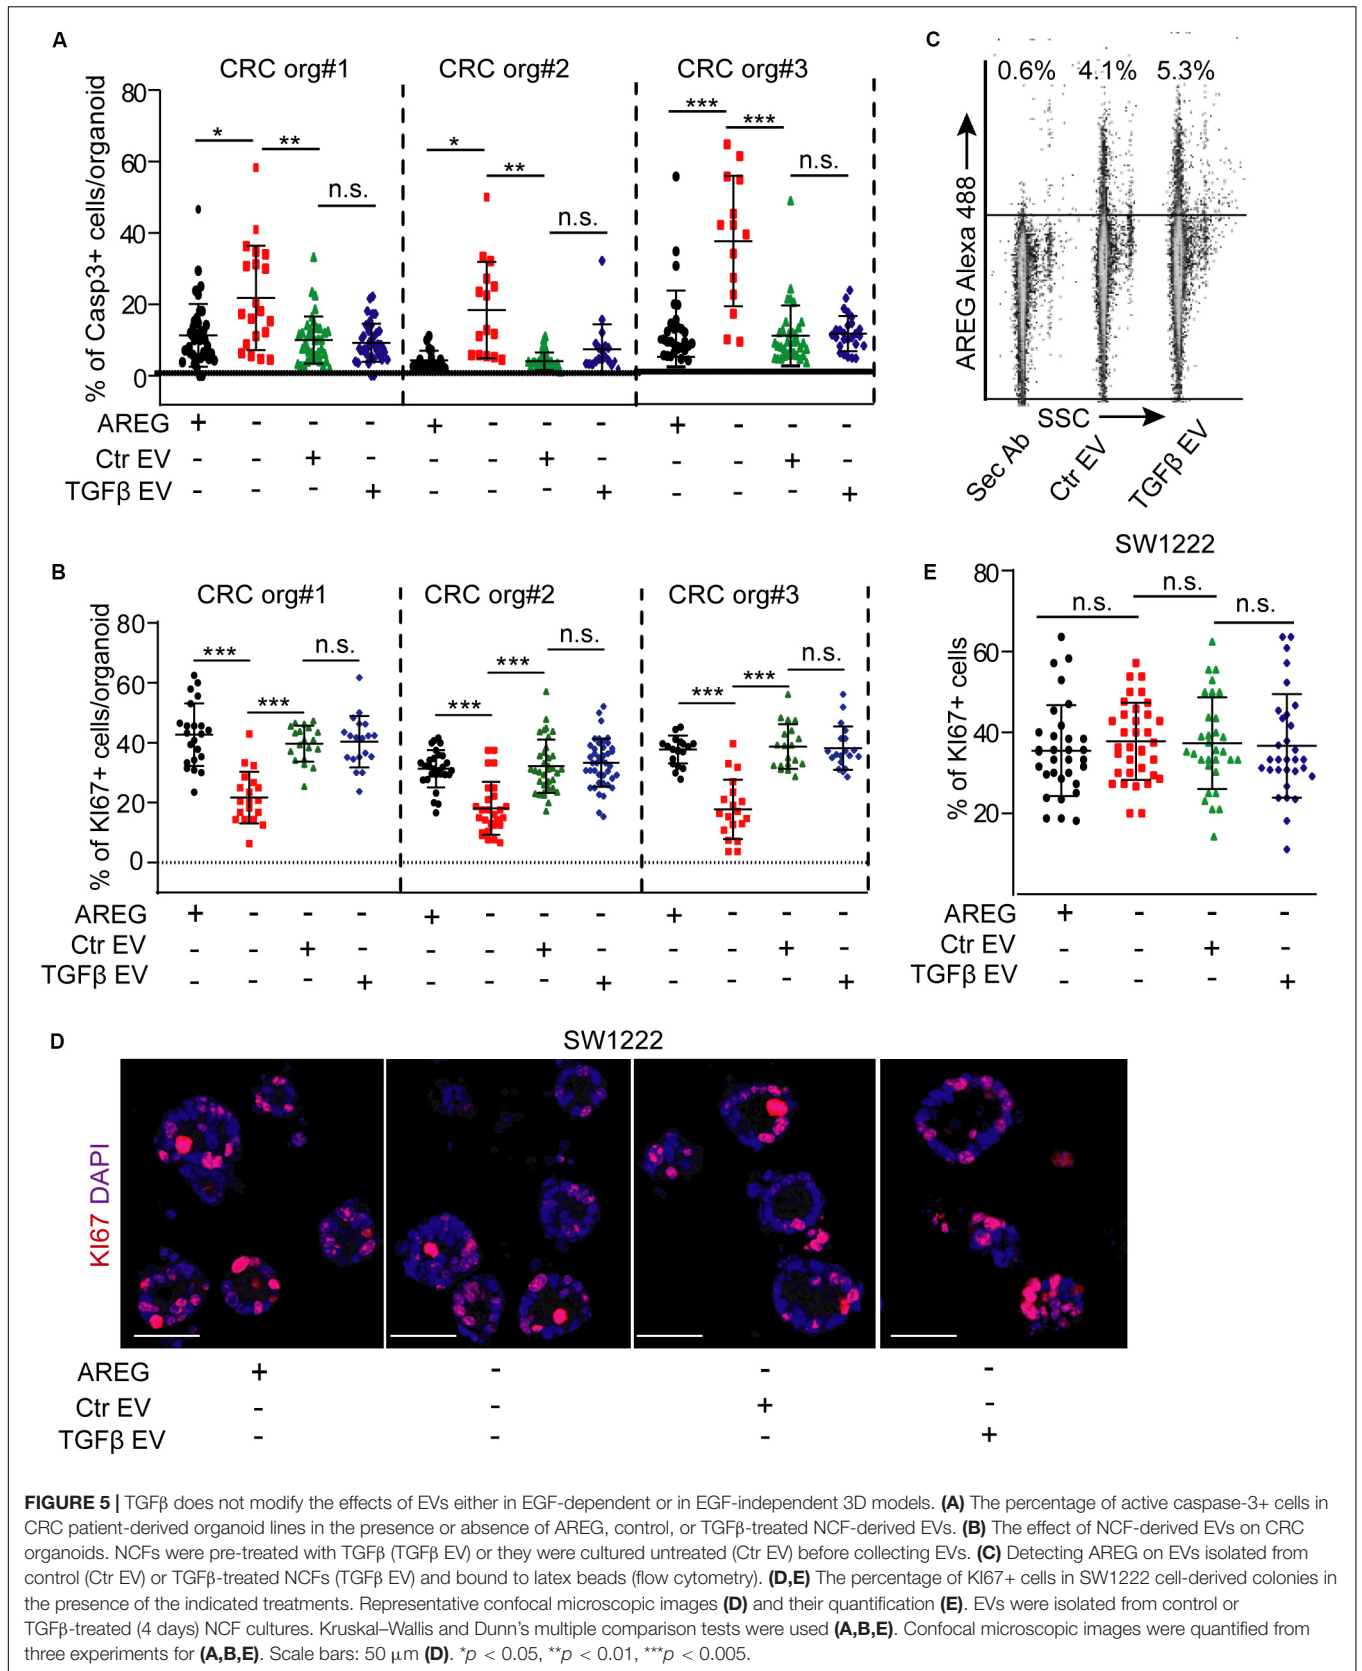 A
CRC org#1 CRC org#2 CRC org#3
% of Casp3+ cells/organoid
80
60
40
20
0
* ** n.s.
* ** n.s.
*** *** n.s.
AREG + - - - + - - - + - - -
Ctr EV - - + - - - + - - - + -
TGFβ EV - - - + - - - + - - - +
C
0.6% 4.1% 5.3%
AREG Alexa 488
SSC
Sec Ab
Ctr EV
TGFβ EV
B
CRC org#1 CRC org#2 CRC org#3
% of KI67+ cells/organoid
80
60
40
20
0
*** *** n.s.
*** *** n.s.
*** *** n.s.
AREG + - - - + - - - + - - -
Ctr EV - - + - - - + - - - + -
TGFβ EV - - - + - - - + - - - +
E
SW1222
% of KI67+ cells
80
60
40
20
n.s. n.s. n.s.
AREG + - - -
Ctr EV - - + -
TGFβ EV - - - +
D
SW1222
KI67 DAPI
AREG + - - -
Ctr EV - - + -
TGFβ EV - - - +
FIGURE 5 | TGFβ does not modify the effects of EVs either in EGF-dependent or in EGF-independent 3D models. (A) The percentage of active caspase-3+ cells in
CRC patient-derived organoid lines in the presence or absence of AREG, control, or TGFβ-treated NCF-derived EVs. (B) The effect of NCF-derived EVs on CRC
organoids. NCFs were pre-treated with TGFβ (TGFβ EV) or they were cultured untreated (Ctr EV) before collecting EVs. (C) Detecting AREG on EVs isolated from
control (Ctr EV) or TGFβ-treated NCFs (TGFβ EV) and bound to latex beads (flow cytometry). (D,E) The percentage of KI67+ cells in SW1222 cell-derived colonies in
the presence of the indicated treatments. Representative confocal microscopic images (D) and their quantification (E). EVs were isolated from control or
TGFβ-treated (4 days) NCF cultures. Kruskal–Wallis and Dunn's multiple comparison tests were used (A,B,E). Confocal microscopic images were quantified from
three experiments for (A,B,E). Scale bars: 50 μm (D). *p < 0.05, **p < 0.01, ***p < 0.005.